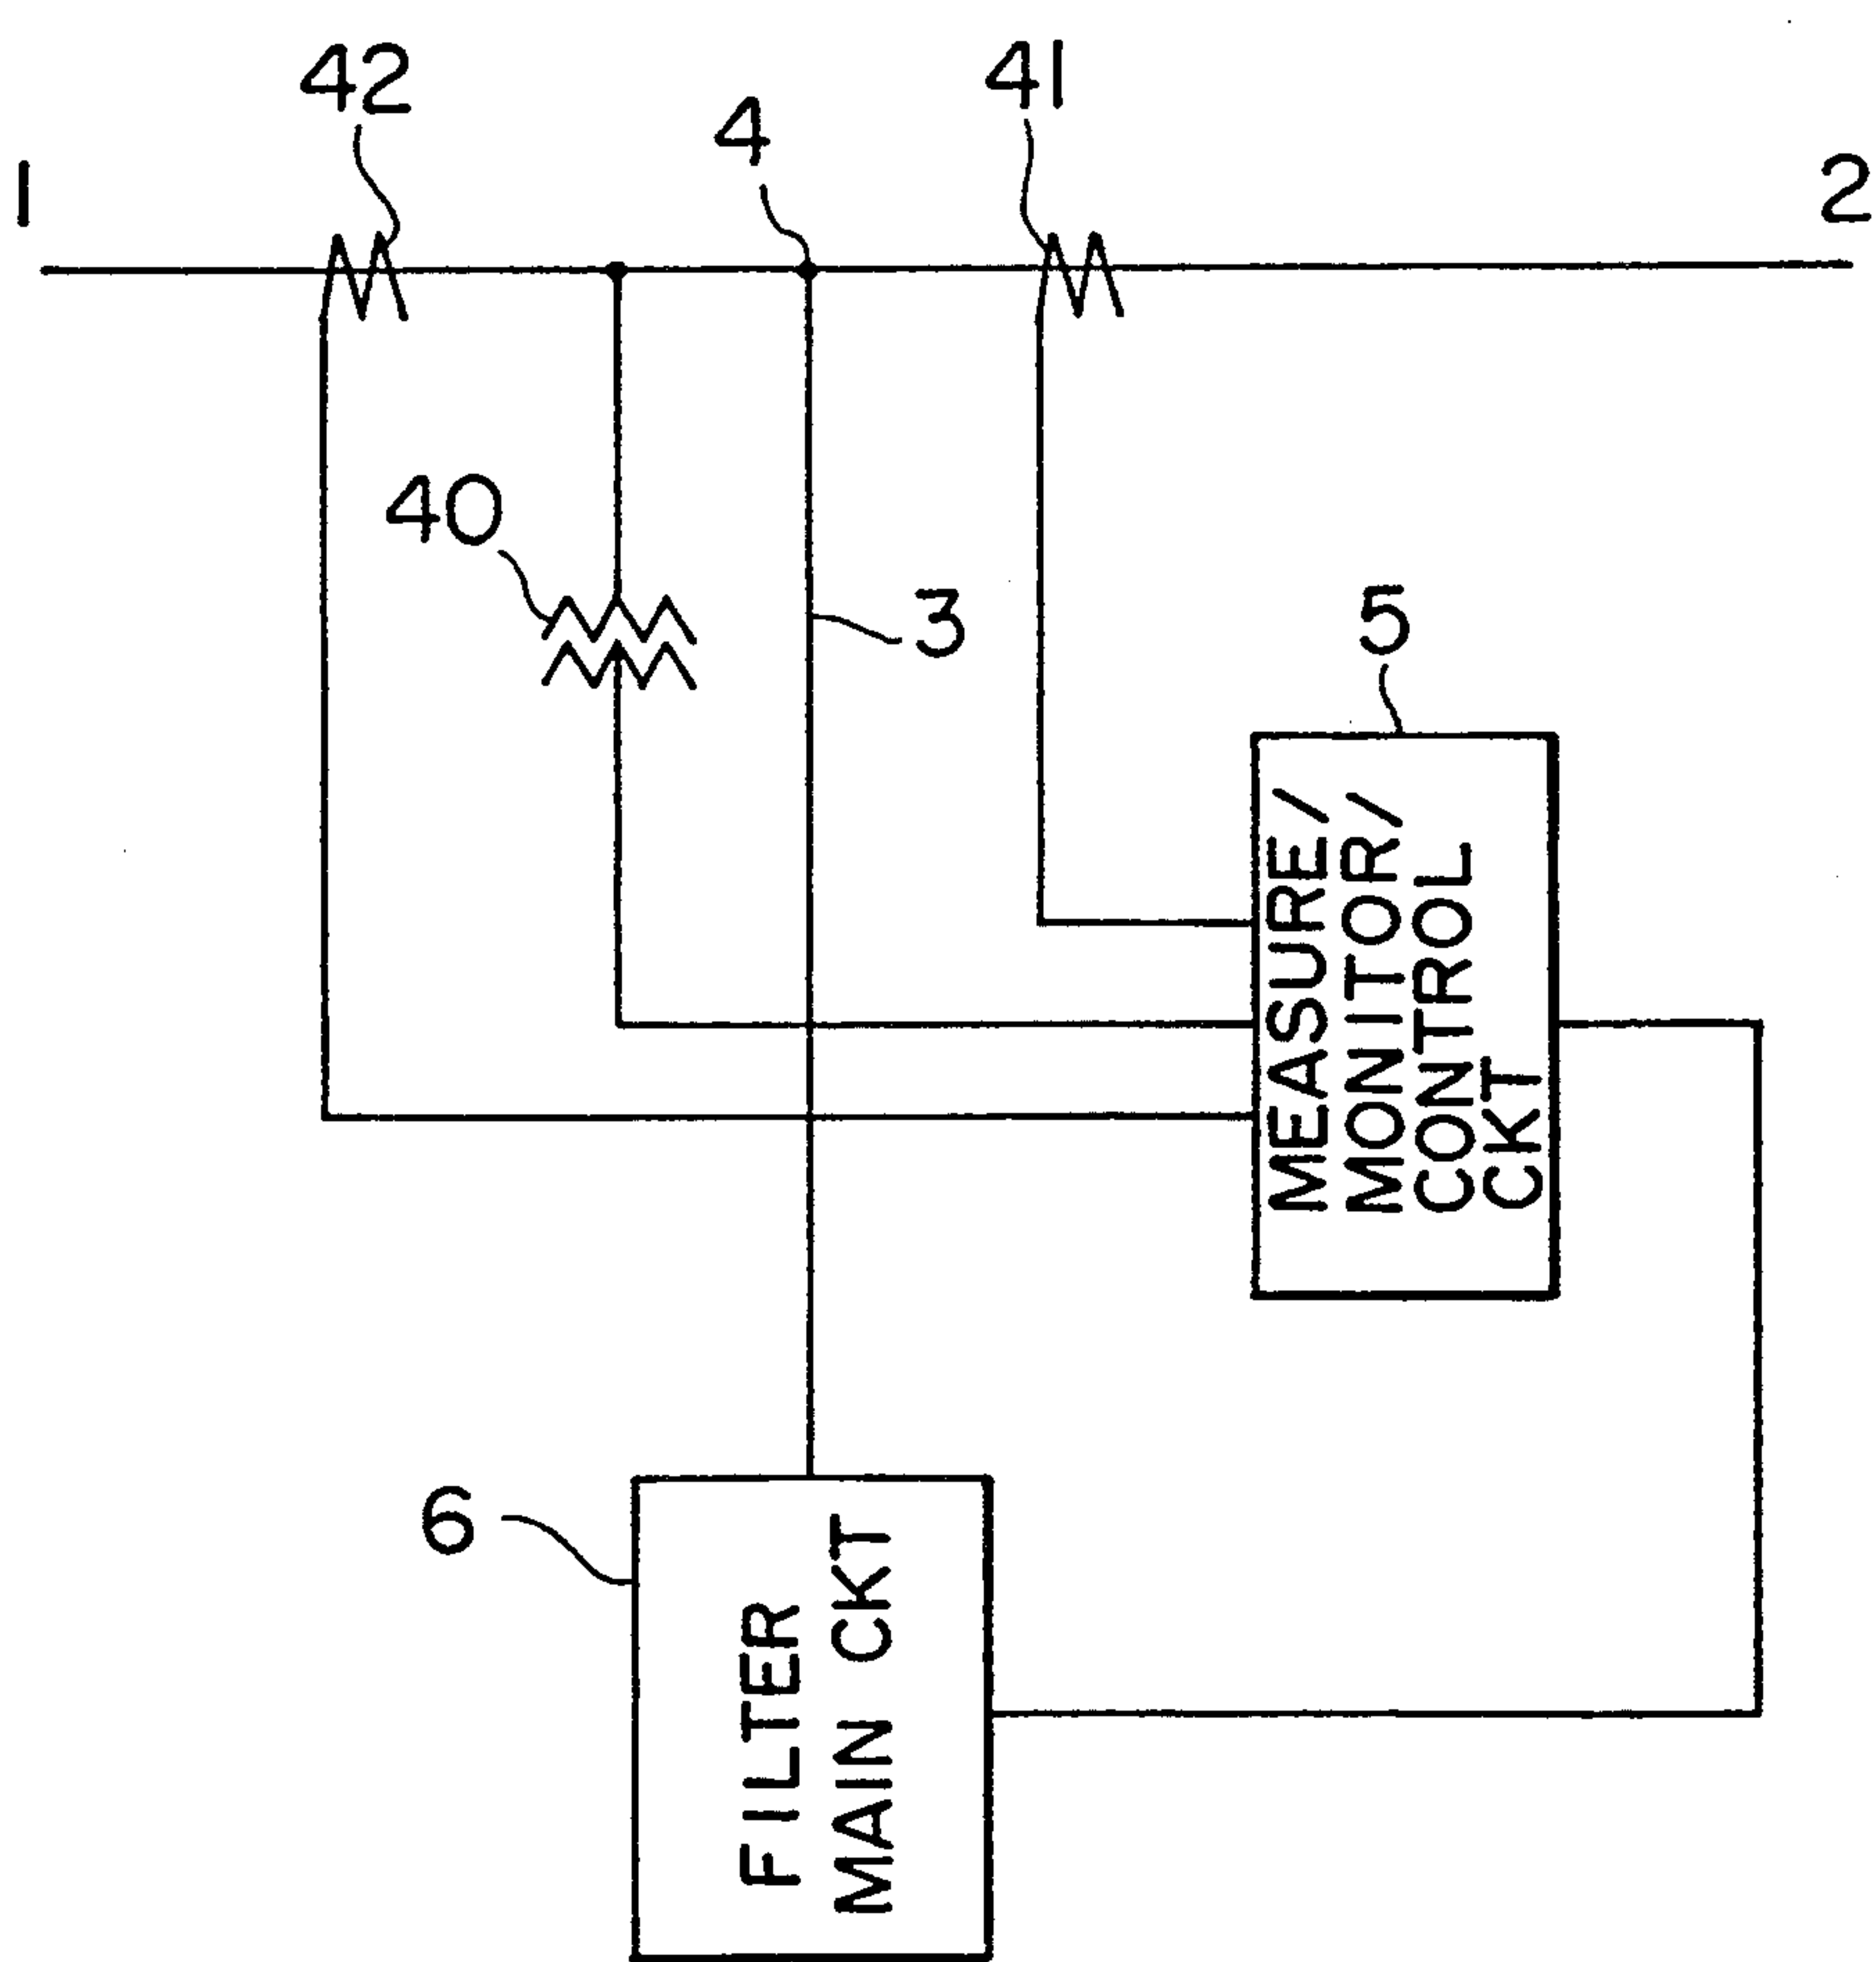 42
41
4
1
2
40
3
5
MEASURE/
MONITOR/
CONTROL
CKT
6
FILTER
MAIN CKT